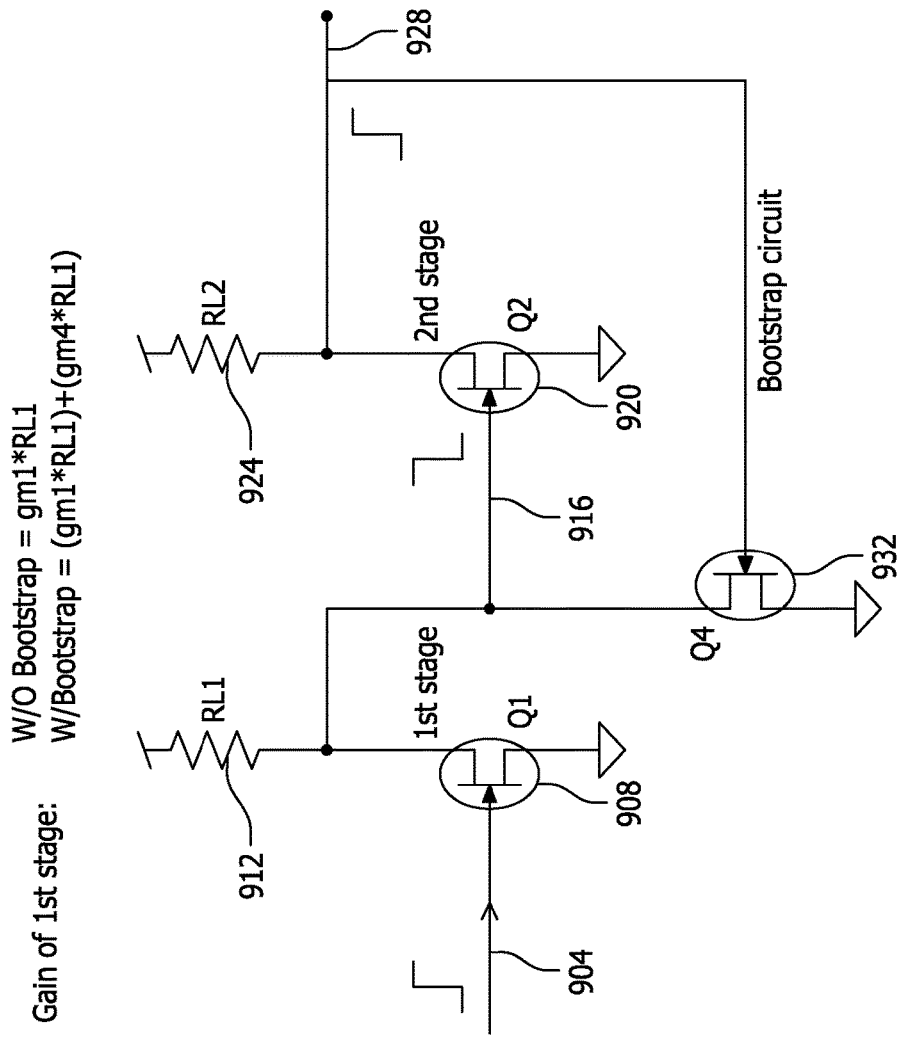 Gain of 1st stage: W/O Bootstrap = gm1*RL1
W/Bootstrap = (gm1*RL1)+(gm4*RL1)
912
RL1
924
RL2
928
1st stage
2nd stage
904
Q1
908
916
Q2
920
Q4
932
Bootstrap circuit